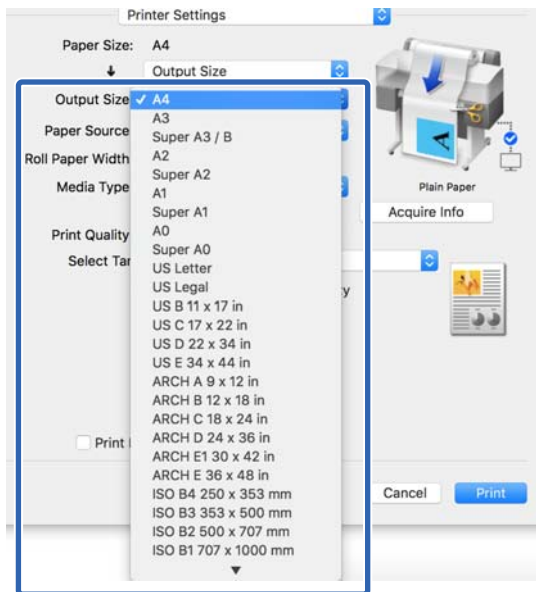 Printer Settings
Paper Size: A4
↓ Output Size
Output Size ✓ A4
A3
Paper Source
Super A3 / B
Roll Paper Width
A2
Super A2
Media Type
A1
Plain Paper
Super A1
Acquire Info
Print Quality
A0
Super A0
Select Tar
US Letter
US Legal
y
US B 11 x 17 in
US C 17 x 22 in
US D 22 x 34 in
US E 34 x 44 in
ARCH A 9 x 12 in
ARCH B 12 x 18 in
ARCH C 18 x 24 in
ARCH D 24 x 36 in
Print
ARCH E1 30 x 42 in
ARCH E 36 x 48 in
ISO B4 250 x 353 mm
Cancel Print
ISO B3 353 x 500 mm
ISO B2 500 x 707 mm
ISO B1 707 x 1000 mm